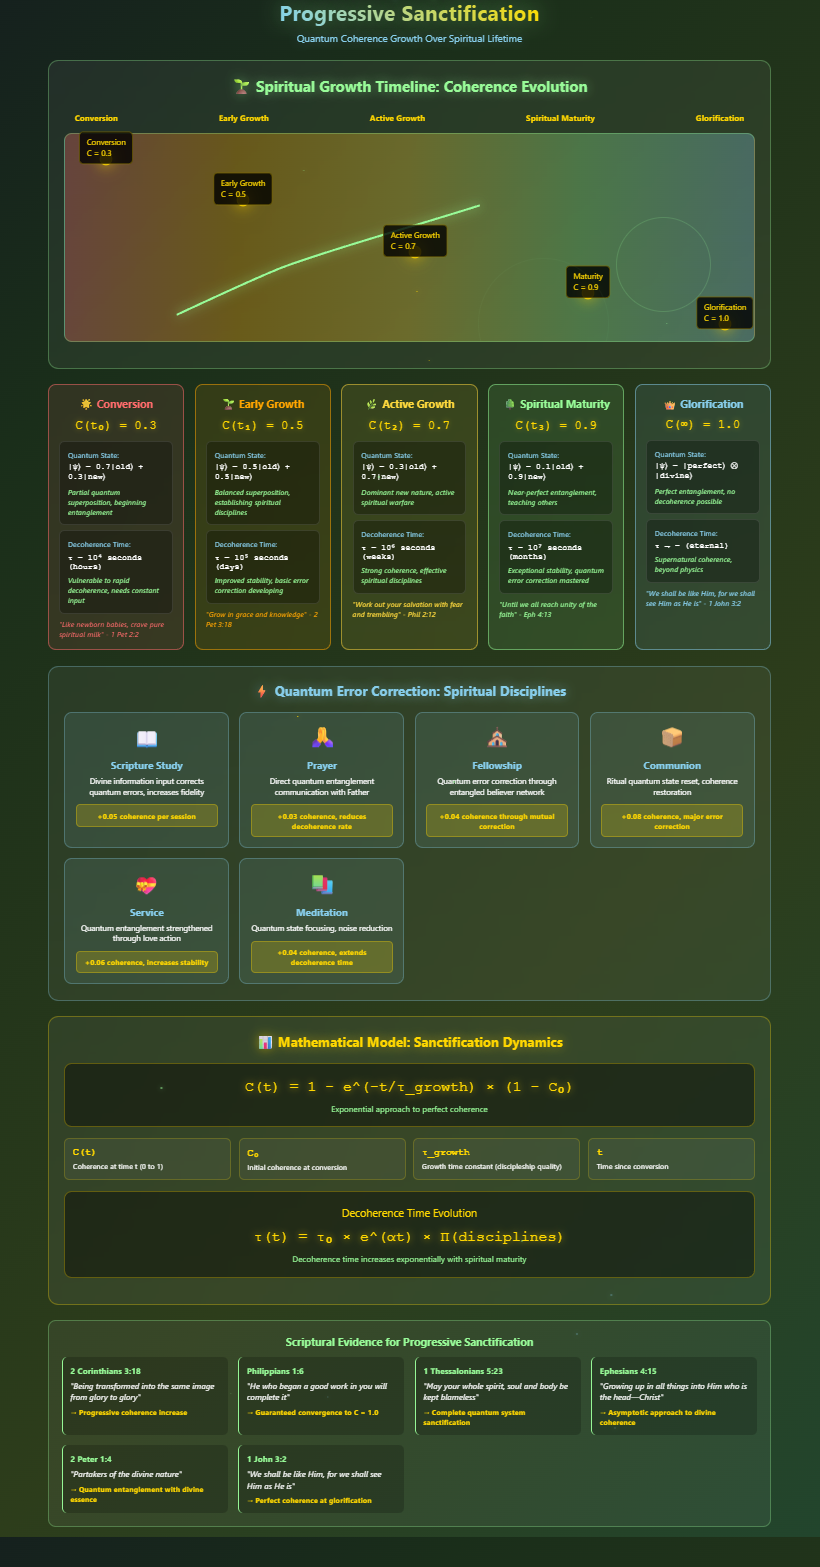 Progressive Sanctification
Quantum Coherence Growth Over Spiritual Lifetime
Spiritual Growth Timeline: Coherence Evolution
Conversion
Early Growth
Active Growth
Spiritual Maturity
Glorification
Conversion
C = 0.3
Early Growth
C = 0.5
Active Growth
C = 0.7
Maturity
C = 0.9
Glorification
C = 1.0
Conversion
C(t₀) = 0.3
Quantum State:
|ψ⟩ = 0.7|old⟩ +
0.3|new⟩
Partial quantum
superposition, beginning
entanglement
Decoherence Time:
τ ~ 10⁴ seconds
(hours)
Vulnerable to rapid
decoherence, needs constant
input
"Like newborn babies, crave pure
spiritual milk" - 1 Pet 2:2
Early Growth
C(t₁) = 0.5
Quantum State:
|ψ⟩ = 0.5|old⟩ +
0.5|new⟩
Balanced superposition,
establishing spiritual
disciplines
Decoherence Time:
τ ~ 10⁵ seconds
(days)
Improved stability, basic error
correction developing
"Grow in grace and knowledge" - 2
Pet 3:18
Active Growth
C(t₂) = 0.7
Quantum State:
|ψ⟩ = 0.3|old⟩ +
0.7|new⟩
Dominant new nature, active
spiritual warfare
Decoherence Time:
τ ~ 10⁶ seconds
(weeks)
Strong coherence, effective
spiritual disciplines
"Work out your salvation with fear
and trembling" - Phil 2:12
Spiritual Maturity
C(t₃) = 0.9
Quantum State:
|ψ⟩ = 0.1|old⟩ +
0.9|new⟩
Near-perfect entanglement,
teaching others
Decoherence Time:
τ ~ 10⁷ seconds
(months)
Exceptional stability, quantum
error correction mastered
"Until we all reach unity of the
faith" - Eph 4:13
Glorification
C(∞) = 1.0
Quantum State:
|ψ⟩ = |perfect⟩ ⊗
|divine⟩
Perfect entanglement, no
decoherence possible
Decoherence Time:
τ → ∞ (eternal)
Supernatural coherence,
beyond physics
"We shall be like Him, for we shall
see Him as He is" - 1 John 3:2
Quantum Error Correction: Spiritual Disciplines
Scripture Study
Divine information input corrects
quantum errors, increases fidelity
+0.05 coherence per session
Prayer
Direct quantum entanglement
communication with Father
+0.03 coherence, reduces
decoherence rate
Fellowship
Quantum error correction through
entangled believer network
+0.04 coherence through mutual
correction
Communion
Ritual quantum state reset, coherence
restoration
+0.08 coherence, major error
correction
Service
Quantum entanglement strengthened
through love action
+0.06 coherence, increases stability
Meditation
Quantum state focusing, noise reduction
+0.04 coherence, extends
decoherence time
Mathematical Model: Sanctification Dynamics
C(t) = 1 - e^(-t/τ_growth) × (1 - C₀)
Exponential approach to perfect coherence
C(t)
Coherence at time t (0 to 1)
C₀
Initial coherence at conversion
τ_growth
Growth time constant (discipleship quality)
t
Time since conversion
Decoherence Time Evolution
τ(t) = τ₀ × e^(αt) × Π(disciplines)
Decoherence time increases exponentially with spiritual maturity
Scriptural Evidence for Progressive Sanctification
2 Corinthians 3:18
"Being transformed into the same image
from glory to glory"
→ Progressive coherence increase
Philippians 1:6
"He who began a good work in you will
complete it"
→ Guaranteed convergence to C = 1.0
1 Thessalonians 5:23
"May your whole spirit, soul and body be
kept blameless"
→ Complete quantum system
sanctification
Ephesians 4:15
"Growing up in all things into Him who is
the head—Christ"
→ Asymptotic approach to divine
coherence
2 Peter 1:4
"Partakers of the divine nature"
→ Quantum entanglement with divine
essence
1 John 3:2
"We shall be like Him, for we shall see
Him as He is"
→ Perfect coherence at glorification